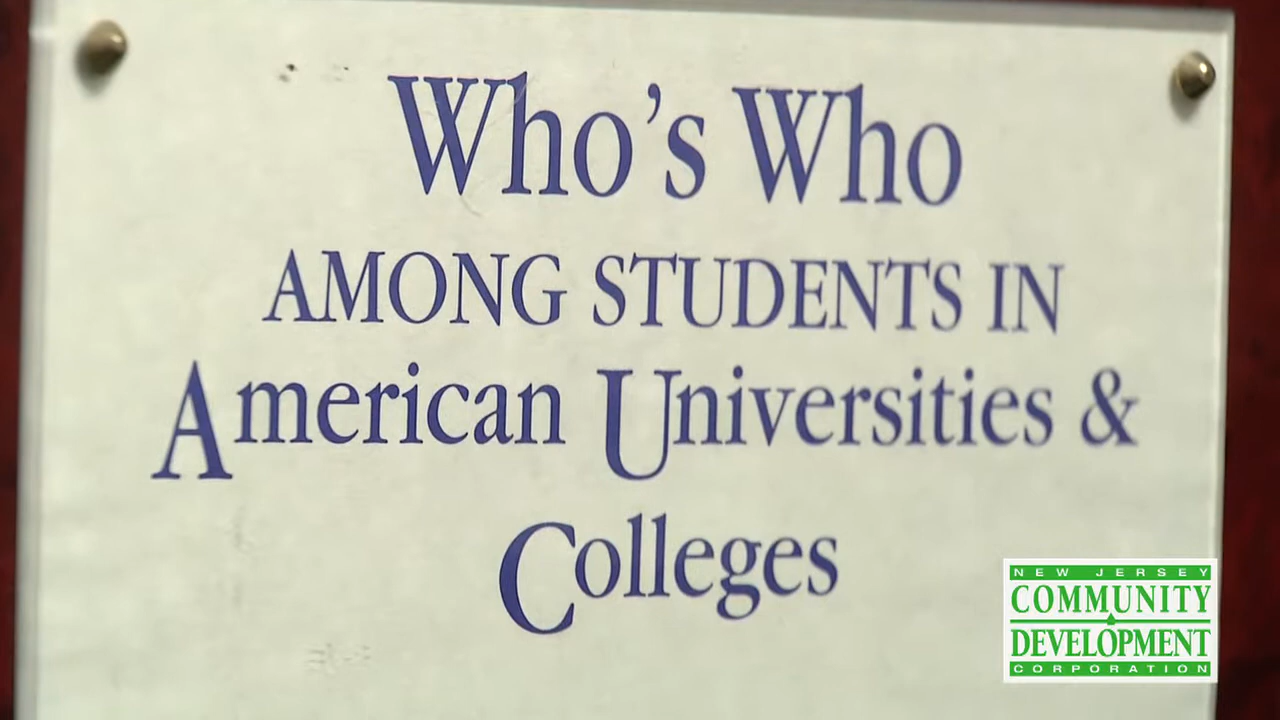 Who's Who
AMONG STUDENTS IN
American Universities &
Colleges
NEW JERSEY
COMMUNITY
DEVELOPMENT
CORPORATION